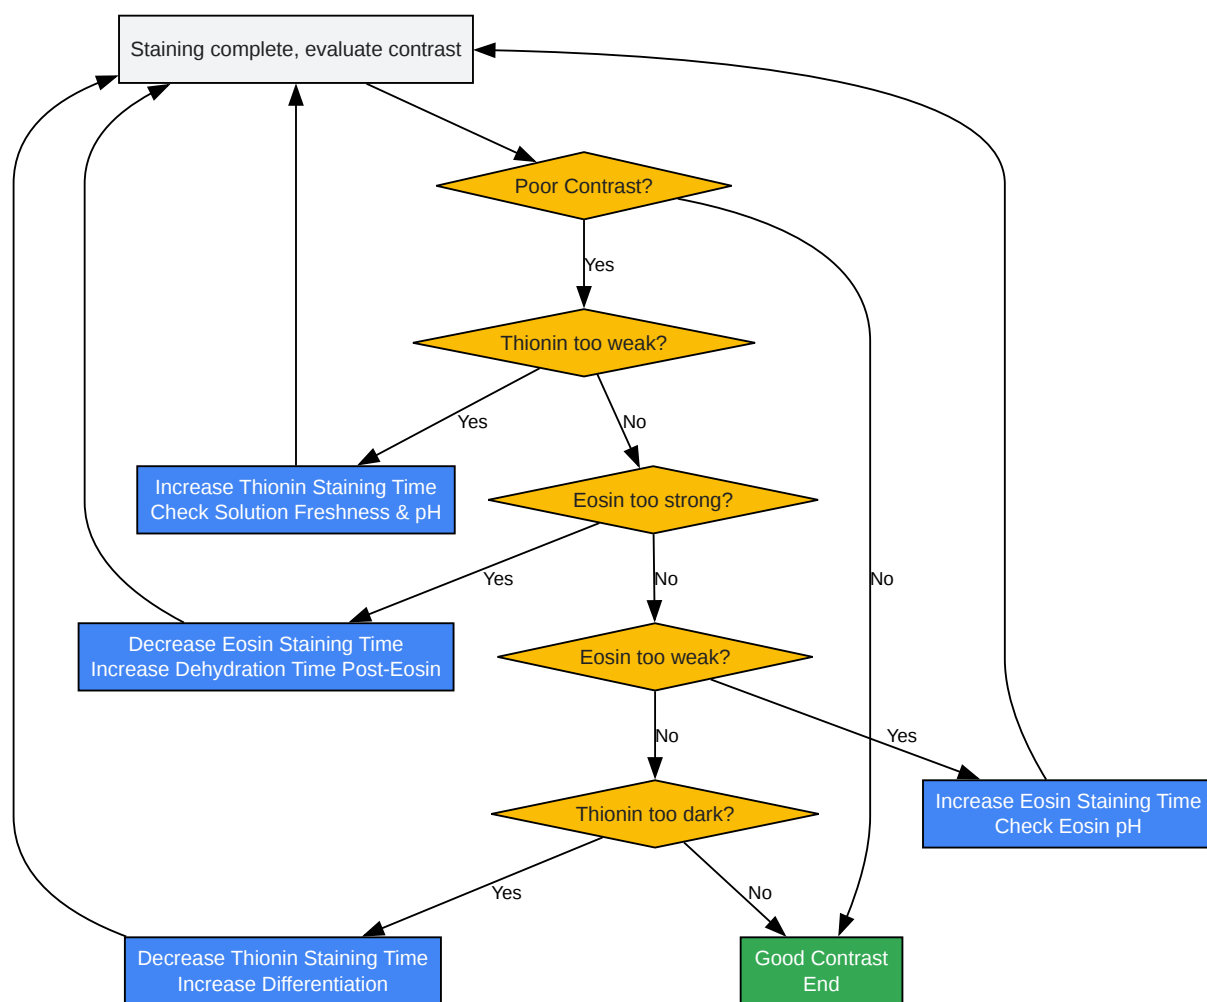 Staining complete, evaluate contrast
Poor Contrast?
Yes
Thionin too weak?
Yes
No
Increase Thionin Staining Time
Check Solution Freshness & pH
Eosin too strong?
Yes
No
No
Decrease Eosin Staining Time
Increase Dehydration Time Post-Eosin
Eosin too weak?
No
Yes
Thionin too dark?
Increase Eosin Staining Time
Check Eosin pH
Yes
No
Decrease Thionin Staining Time
Increase Differentiation
Good Contrast
End